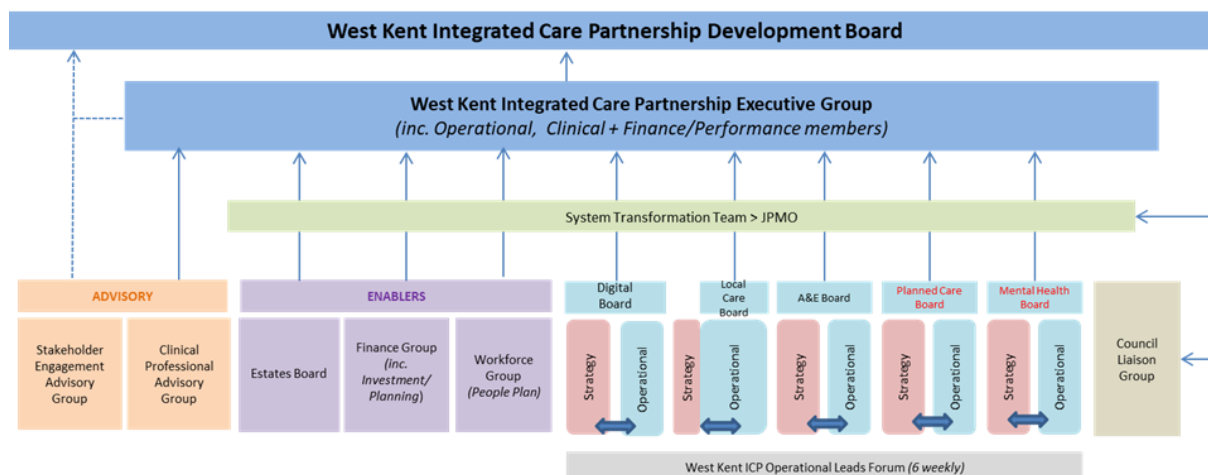 West Kent Integrated Care Partnership Development Board
West Kent Integrated Care Partnership Executive Group
(inc. Operational, Clinical + Finance/Performance members)
System Transformation Team > JPMO
ADVISORY
ENABLERS
Digital
Board
Local
Care
Board
A&E Board
Planned Care
Board
Mental Health
Board
Stakeholder
Engagement
Advisory
Group
Clinical
Professional
Advisory
Group
Estates Board
Finance Group
(inc.
Investment/
Planning)
Workforce
Group
(People Plan)
Strategy
Operational
Strategy
Operational
Strategy
Operational
Strategy
Operational
Strategy
Operational
Council
Liaison
Group
West Kent ICP Operational Leads Forum (6 weekly)